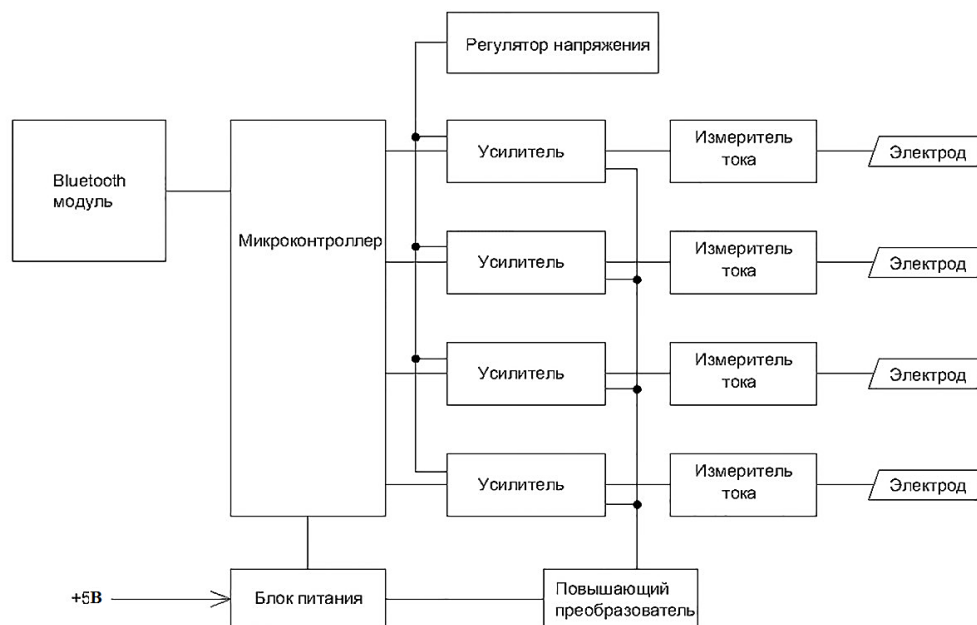 Регулятор напряжения
Bluetooth
модуль
Микроконтроллер
Усилитель
Измеритель
тока
Электрод
Усилитель
Измеритель
тока
Электрод
Усилитель
Измеритель
тока
Электрод
Усилитель
Измеритель
тока
Электрод
+5В
Блок питания
Повышающий
преобразователь